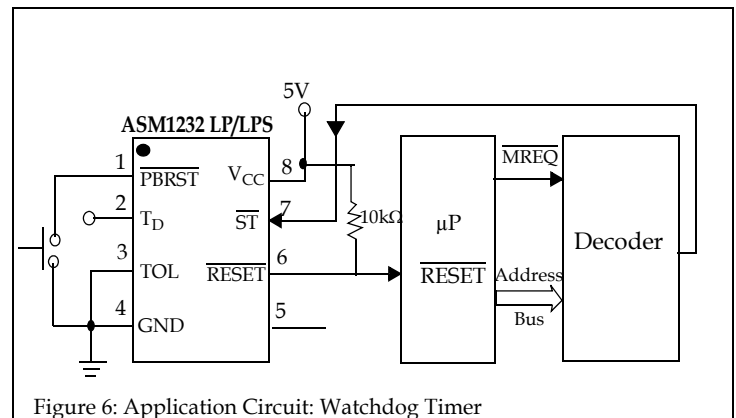 5V
ASM1232 LP/LPS
1
PBRST
VCC
8
MREQ
2
TD
ST
7
10kΩ
µP
Decoder
3
TOL
RESET
6
RESET
Address
4
GND
5
Bus
Figure 6: Application Circuit: Watchdog Timer